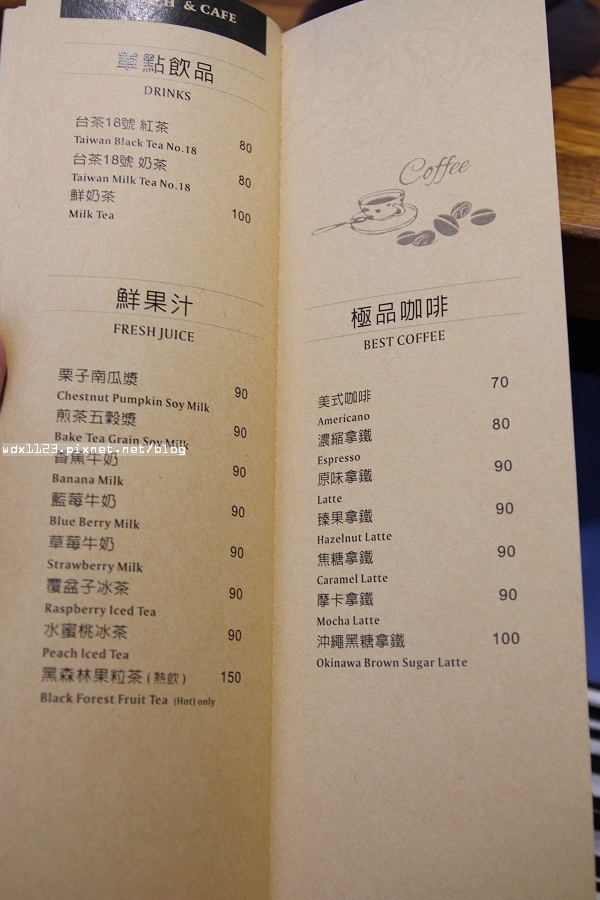 & CAFE
單點飲品
DRINKS
台茶18號 紅茶
Taiwan Black Tea No.18 80
台茶18號 奶茶
Taiwan Milk Tea No.18 80
鮮奶茶
Milk Tea 100
鮮果汁
FRESH JUICE
栗子南瓜漿
Chestnut Pumpkin Soy Milk 90
煎茶五穀漿
Bake Tea Grain Soy Milk 90
wdx1123.pixnet.net/blog
香蕉牛奶
Banana Milk 90
藍莓牛奶
Blue Berry Milk 90
草莓牛奶
Strawberry Milk 90
覆盆子冰茶
Raspberry Iced Tea 90
水蜜桃冰茶
Peach Iced Tea 90
黑森林果粒茶 ( 熱飲 ) 150
Black Forest Fruit Tea (Hot) only
Coffee
極品咖啡
BEST COFFEE
美式咖啡 70
Americano
濃縮拿鐵 80
Espresso
原味拿鐵 90
Latte
臻果拿鐵 90
Hazelnut Latte
焦糖拿鐵 90
Caramel Latte
摩卡拿鐵 90
Mocha Latte
沖繩黑糖拿鐵 100
Okinawa Brown Sugar Latte